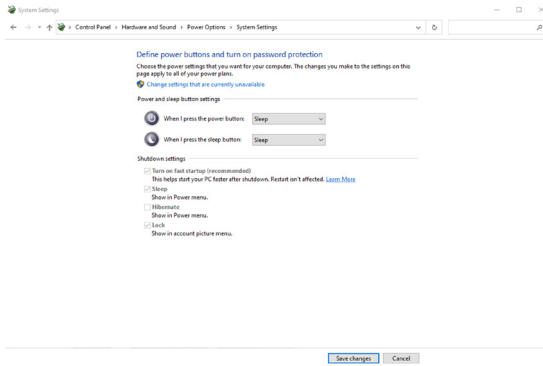 System Settings
Control Panel > Hardware and Sound > Power Options > System Settings
Define power buttons and turn on password protection
Choose the power settings that you want for your computer. The changes you make to the settings on this
page apply to all of your power plans.
Change settings that are currently unavailable
Power and sleep button settings
When I press the power button: Sleep
When I press the sleep button: Sleep
Shutdown settings
Turn on fast startup (recommended)
This helps start your PC faster after shutdown. Restart isn't affected. Learn More
Sleep
Show in Power menu.
Hibernate
Show in Power menu.
Lock
Show in account picture menu.
Save changes Cancel